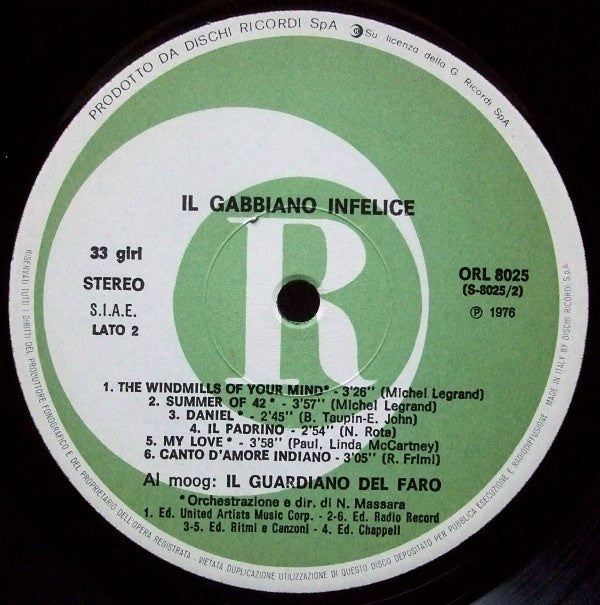 PRODOTTO DA DISCHI RICORDI SpA Su licenza della G. Ricordi SpA
IL GABBIANO INFELICE
R
33 giri
STEREO
S.I.A.E.
LATO 2
ORL 8025
(S-8025/2)
℗ 1976
1. THE WINDMILLS OF YOUR MIND* - 3'26" (Michel Legrand)
2. SUMMER OF 42* - 3'57" (Michel Legrand)
3. DANIEL* - 2'45" (B. Taupin-E. John)
4. IL PADRINO - 2'54" (N. Rota)
5. MY LOVE* - 3'58" (Paul, Linda McCartney)
6. CANTO D'AMORE INDIANO - 3'05" (R. Friml)
Al moog: IL GUARDIANO DEL FARO
*Orchestrazione e dir. di N. Massara
1. Ed. United Artists Music Corp. - 2-6. Ed. Radio Record
3-5. Ed. Ritmi e Canzoni - 4. Ed. Chappell
RISERVATI TUTTI I DIRITTI DEL PRODUTTORE FONOGRAFICO E DEL PROPRIETARIO DELL'OPERA REGISTRATA - VIETATA DUPLICAZIONE UTILIZZAZIONE DI QUESTO DISCO DEPOSITATO PER PUBBLICA ESECUZIONE E RADIODIFFUSIONE - MADE IN ITALY BY DISCHI RICORDI S.p.A.